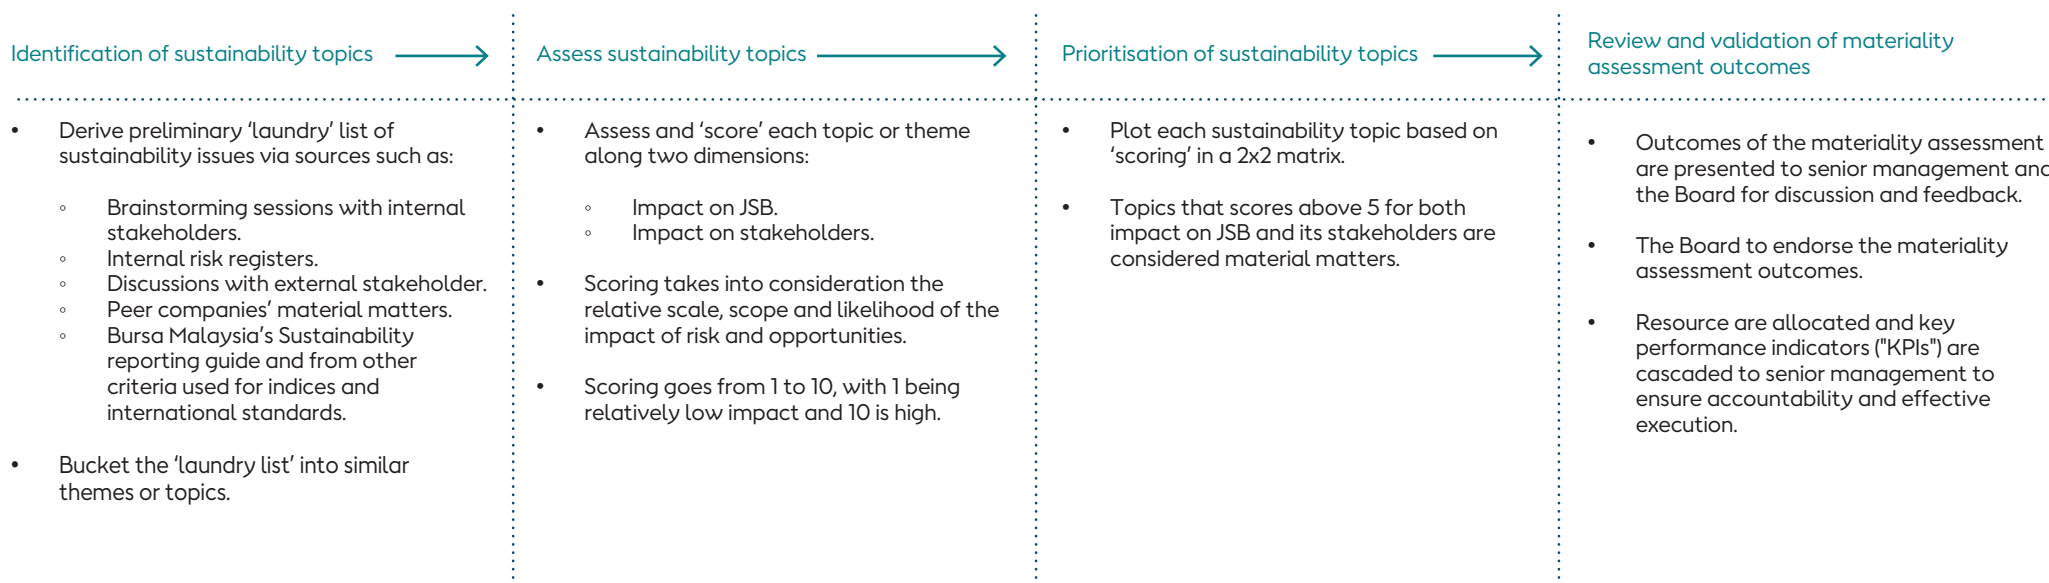 Identification of sustainability topics
• Derive preliminary ‘laundry’ list of
sustainability issues via sources such as:
◦ Brainstorming sessions with internal
stakeholders.
◦ Internal risk registers.
◦ Discussions with external stakeholder.
◦ Peer companies’ material matters.
◦ Bursa Malaysia’s Sustainability
reporting guide and from other
criteria used for indices and
international standards.
• Bucket the ‘laundry list’ into similar
themes or topics.
Assess sustainability topics
• Assess and ‘score’ each topic or theme
along two dimensions:
◦ Impact on JSB.
◦ Impact on stakeholders.
• Scoring takes into consideration the
relative scale, scope and likelihood of the
impact of risk and opportunities.
• Scoring goes from 1 to 10, with 1 being
relatively low impact and 10 is high.
Prioritisation of sustainability topics
• Plot each sustainability topic based on
‘scoring’ in a 2x2 matrix.
• Topics that scores above 5 for both
impact on JSB and its stakeholders are
considered material matters.
Review and validation of materiality
assessment outcomes
• Outcomes of the materiality assessment
are presented to senior management and
the Board for discussion and feedback.
• The Board to endorse the materiality
assessment outcomes.
• Resource are allocated and key
performance indicators ("KPIs") are
cascaded to senior management to
ensure accountability and effective
execution.